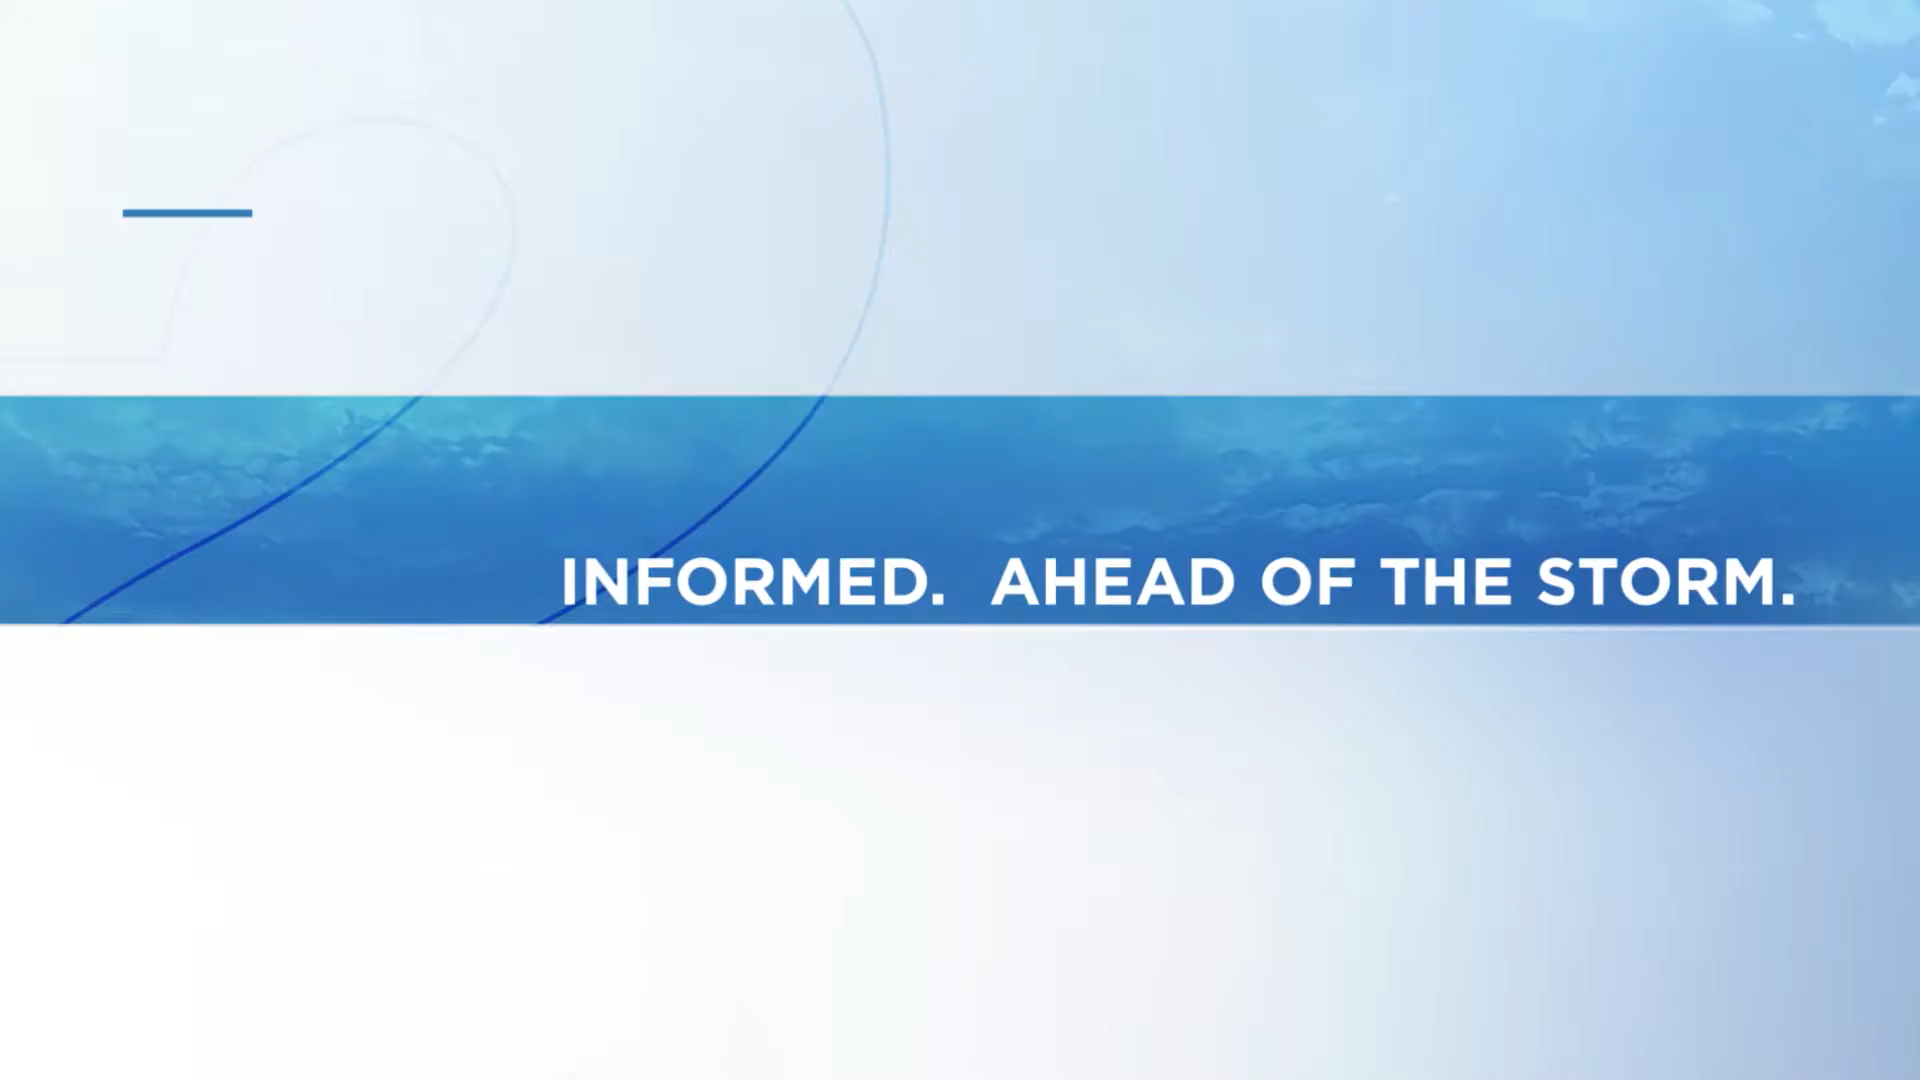 INFORMED. AHEAD OF THE STORM.